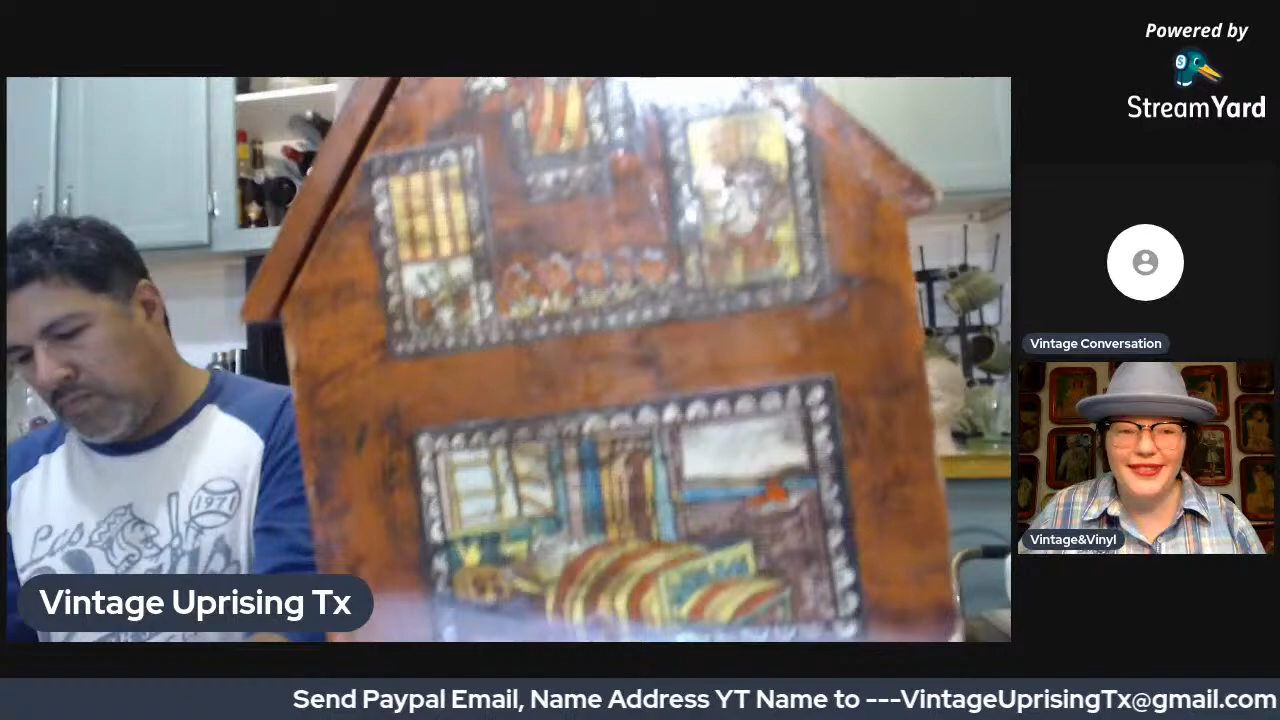 Powered by
StreamYard
Vintage Conversation
1971
Vintage&Vinyl
Vintage Uprising Tx
Send Paypal Email, Name Address YT Name to ---VintageUprisingTx@gmail.com